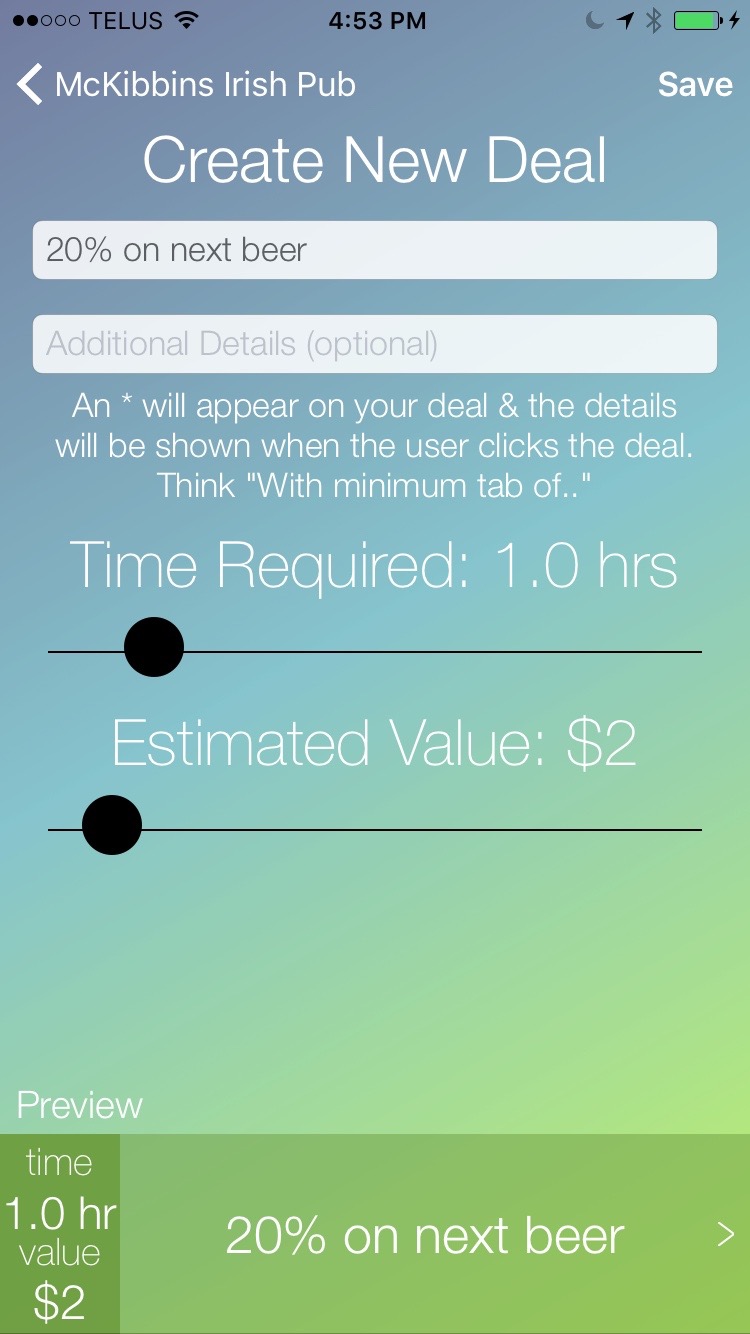 TELUS 4:53 PM
McKibbins Irish Pub Save
Create New Deal
20% on next beer
Additional Details (optional)
An * will appear on your deal & the details
will be shown when the user clicks the deal.
Think "With minimum tab of.."
Time Required: 1.0 hrs
Estimated Value: $2
Preview
time
1.0 hr
value
$2
20% on next beer